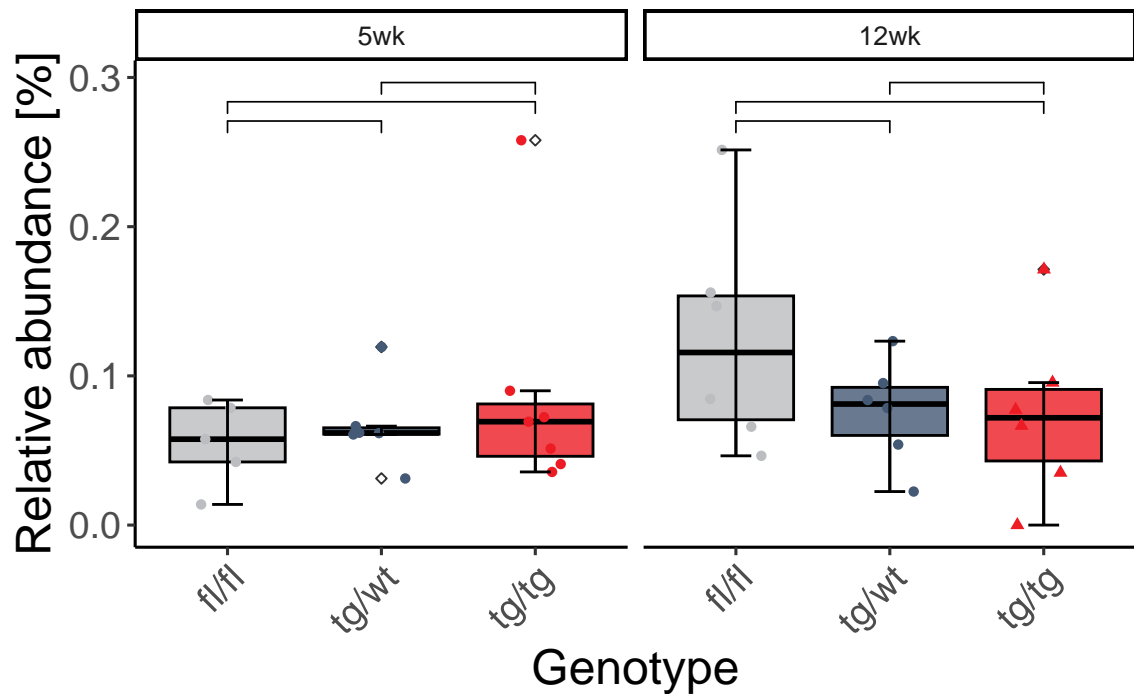 5wk 12wk
Relative abundance [%]
0.3
0.2
0.1
0.0
fl/fl tg/wt tg/tg fl/fl tg/wt tg/tg
Genotype